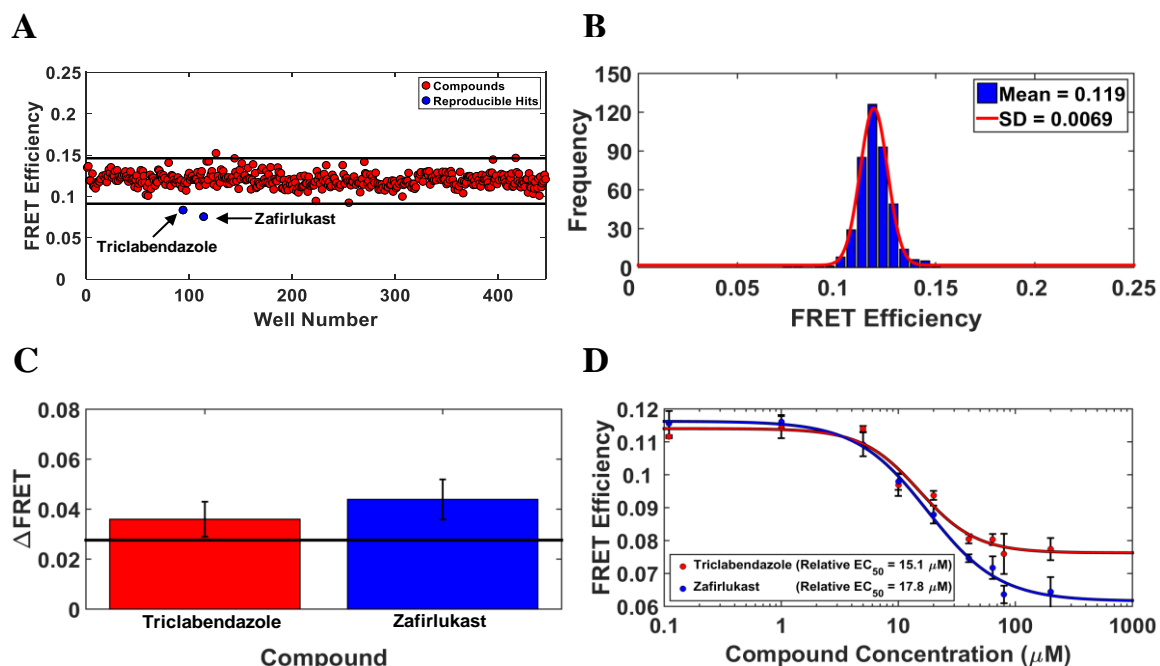 A
FRET Efficiency
0.25
0.2
0.15
0.1
0.05
0
Compounds
Reproducible Hits
Triclabendazole
Zafirlukast
0 100 200 300 400
Well Number
B
Frequency
150
120
90
60
30
0
Mean = 0.119
SD = 0.0069
0 0.05 0.1 0.15 0.2 0.25
FRET Efficiency
C
ΔFRET
0.08
0.06
0.04
0.02
0
Triclabendazole Zafirlukast
Compound
D
FRET Efficiency
0.12
0.11
0.1
0.09
0.08
0.07
0.06
Triclabendazole (Relative EC50 = 15.1 μM)
Zafirlukast (Relative EC50 = 17.8 μM)
0.1 1 10 100 1000
Compound Concentration (μM)